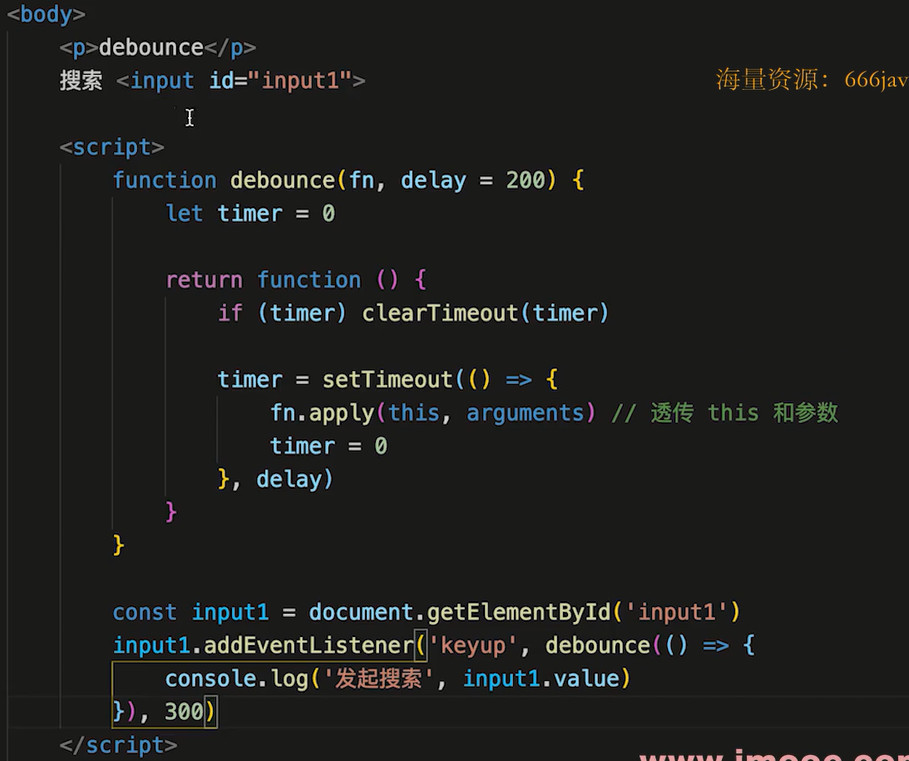 <body>
<p>debounce</p>
搜索 <input id="input1">
海量资源：666jav
<script>
function debounce(fn, delay = 200) {
let timer = 0
return function () {
if (timer) clearTimeout(timer)
timer = setTimeout(() => {
fn.apply(this, arguments) // 透传 this 和参数
timer = 0
}, delay)
}
}
const input1 = document.getElementById('input1')
input1.addEventListener('keyup', debounce(() => {
console.log('发起搜索', input1.value)
}), 300)
</script>